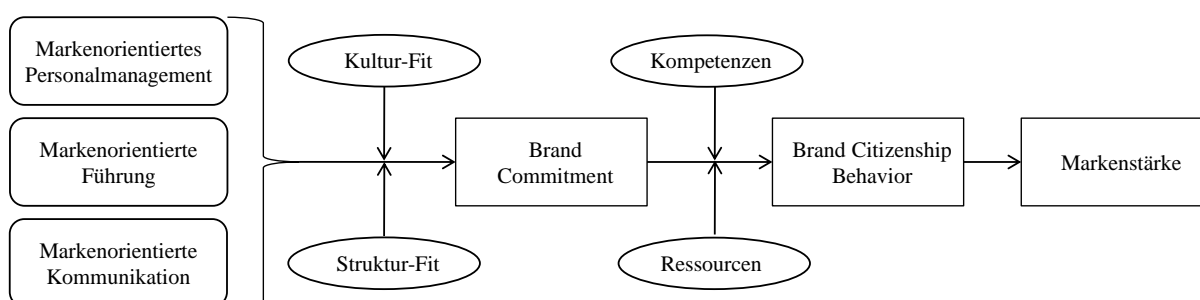 Markenorientiertes
Personalmanagement
Markenorientierte
Führung
Markenorientierte
Kommunikation
Kultur-Fit
Struktur-Fit
Brand
Commitment
Kompetenzen
Ressourcen
Brand Citizenship
Behavior
Markenstärke